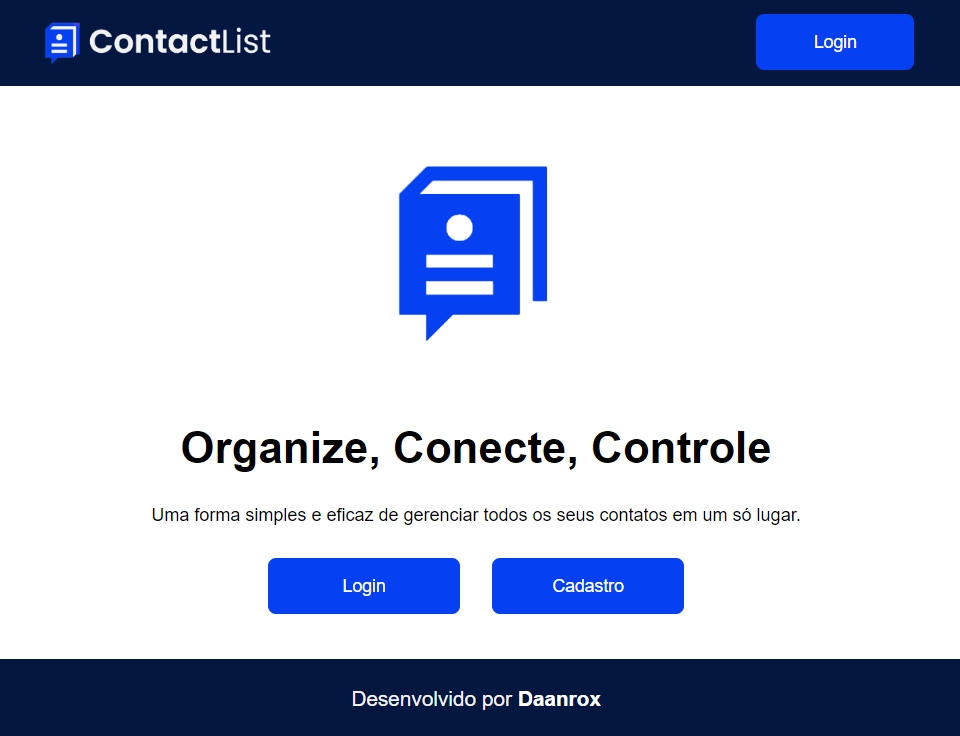 ContactList
Login
Organize, Conecte, Controle
Uma forma simples e eficaz de gerenciar todos os seus contatos em um só lugar.
Login
Cadastro
Desenvolvido por Daanrox